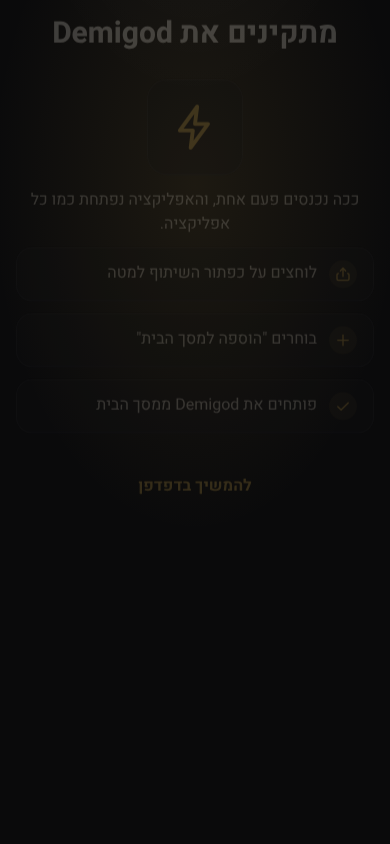 מתקינים את Demigod
ככה נכנסים פעם אחת, והאפליקציה נפתחת כמו כל
אפליקציה.
לוחצים על כפתור השיתוף למטה
בוחרים "הוספה למסך הבית"
פותחים את Demigod ממסך הבית
להמשיך בדפדפן